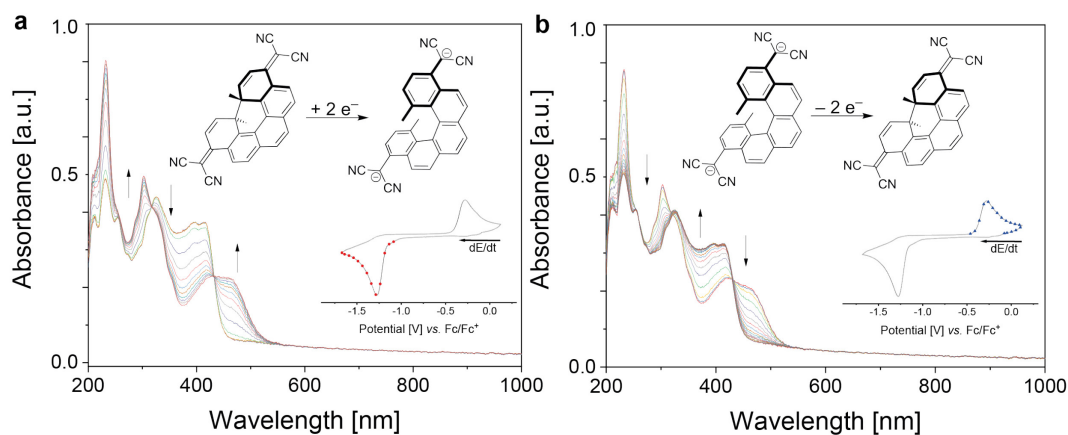 a
Absorbance [a.u.]
1.0
0.5
0.0
200
400
600
800
1000
Wavelength [nm]
NC
CN
NC
CN
+ 2 e⁻
NC
CN
⊖
NC
⊖
CN
dE/dt
-1.5
-1.0
-0.5
0.0
Potential [V] vs. Fc/Fc⁺
b
Absorbance [a.u.]
1.0
0.5
0.0
200
400
600
800
1000
Wavelength [nm]
NC
⊖
CN
NC
⊖
CN
– 2 e⁻
NC
CN
NC
CN
dE/dt
-1.5
-1.0
-0.5
0.0
Potential [V] vs. Fc/Fc⁺